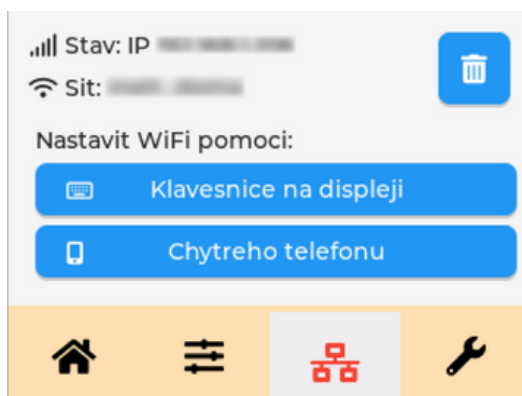 Stav: IP
Sit:
Nastavit WiFi pomoci:
Klavesnice na displeji
Chytreho telefonu